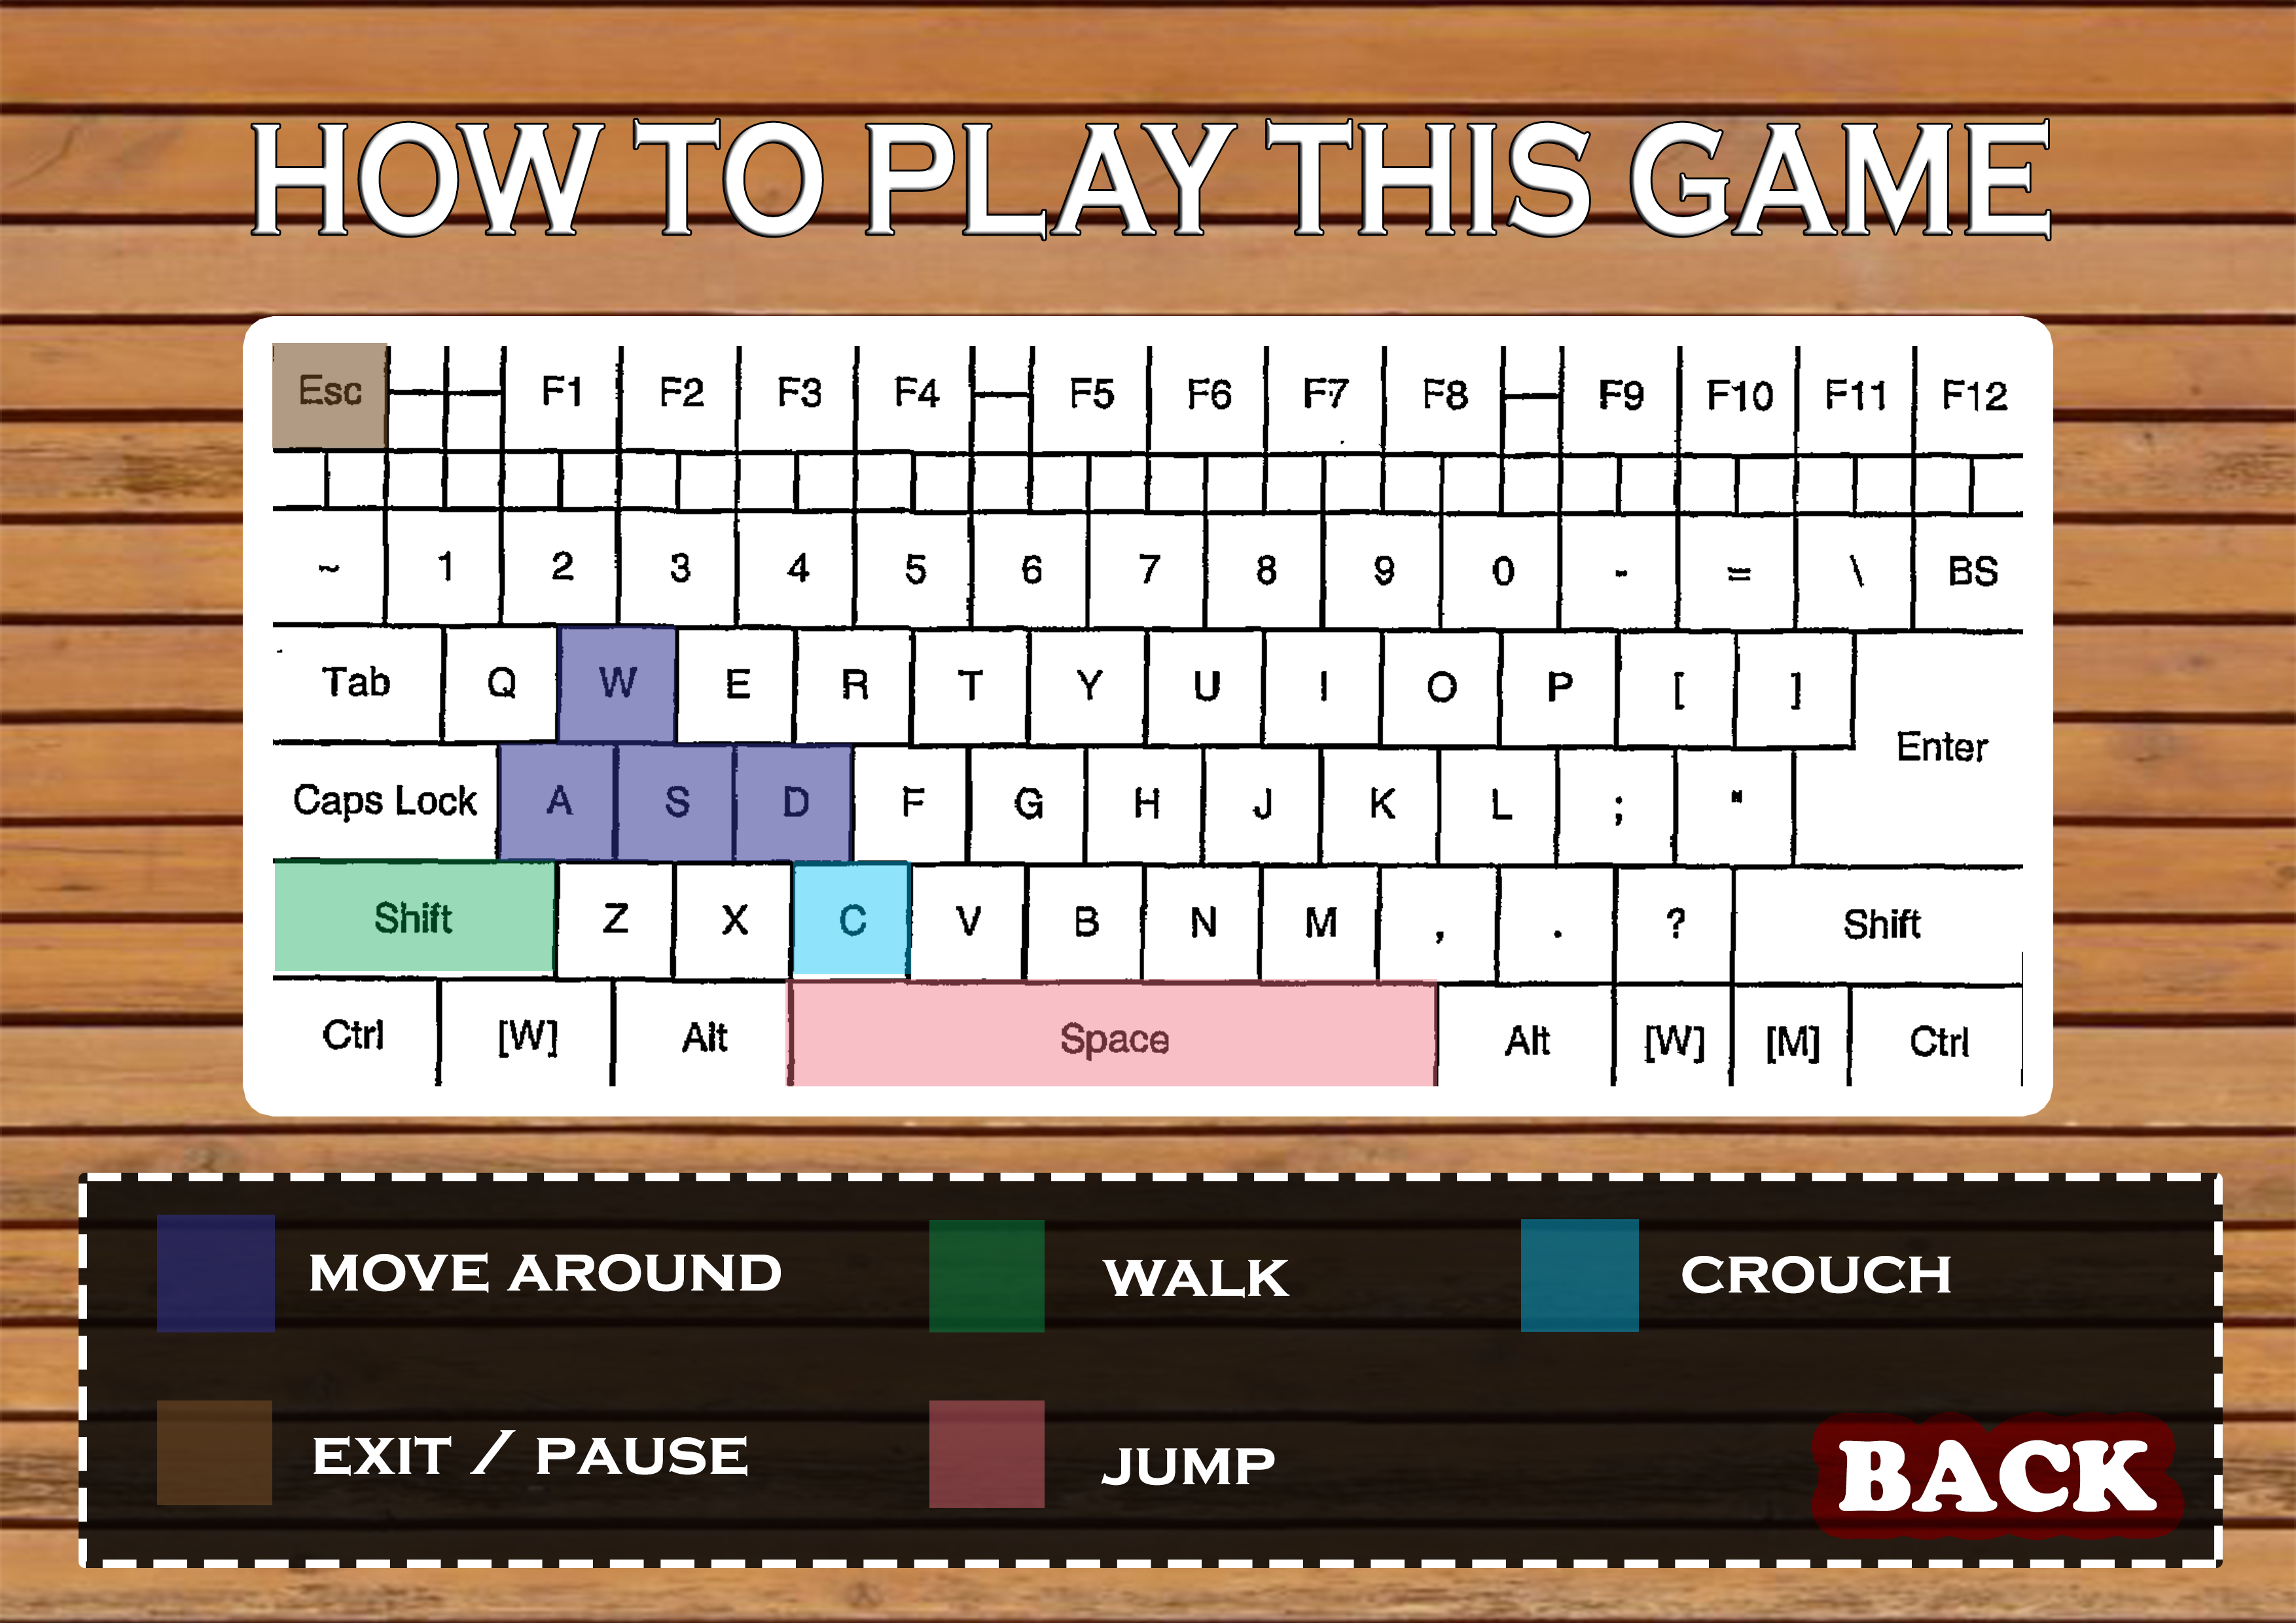 HOW TO PLAY THIS GAME
Esc F1 F2 F3 F4 F5 F6 F7 F8 F9 F10 F11 F12
~ 1 2 3 4 5 6 7 8 9 0 - = \ BS
Tab Q W E R T Y U I O P [ ]
Enter
Caps Lock A S D F G H J K L ; "
Shift Z X C V B N M , . ? Shift
Ctrl [W] Alt Space Alt [W] [M] Ctrl
MOVE AROUND WALK CROUCH
EXIT / PAUSE JUMP
BACK